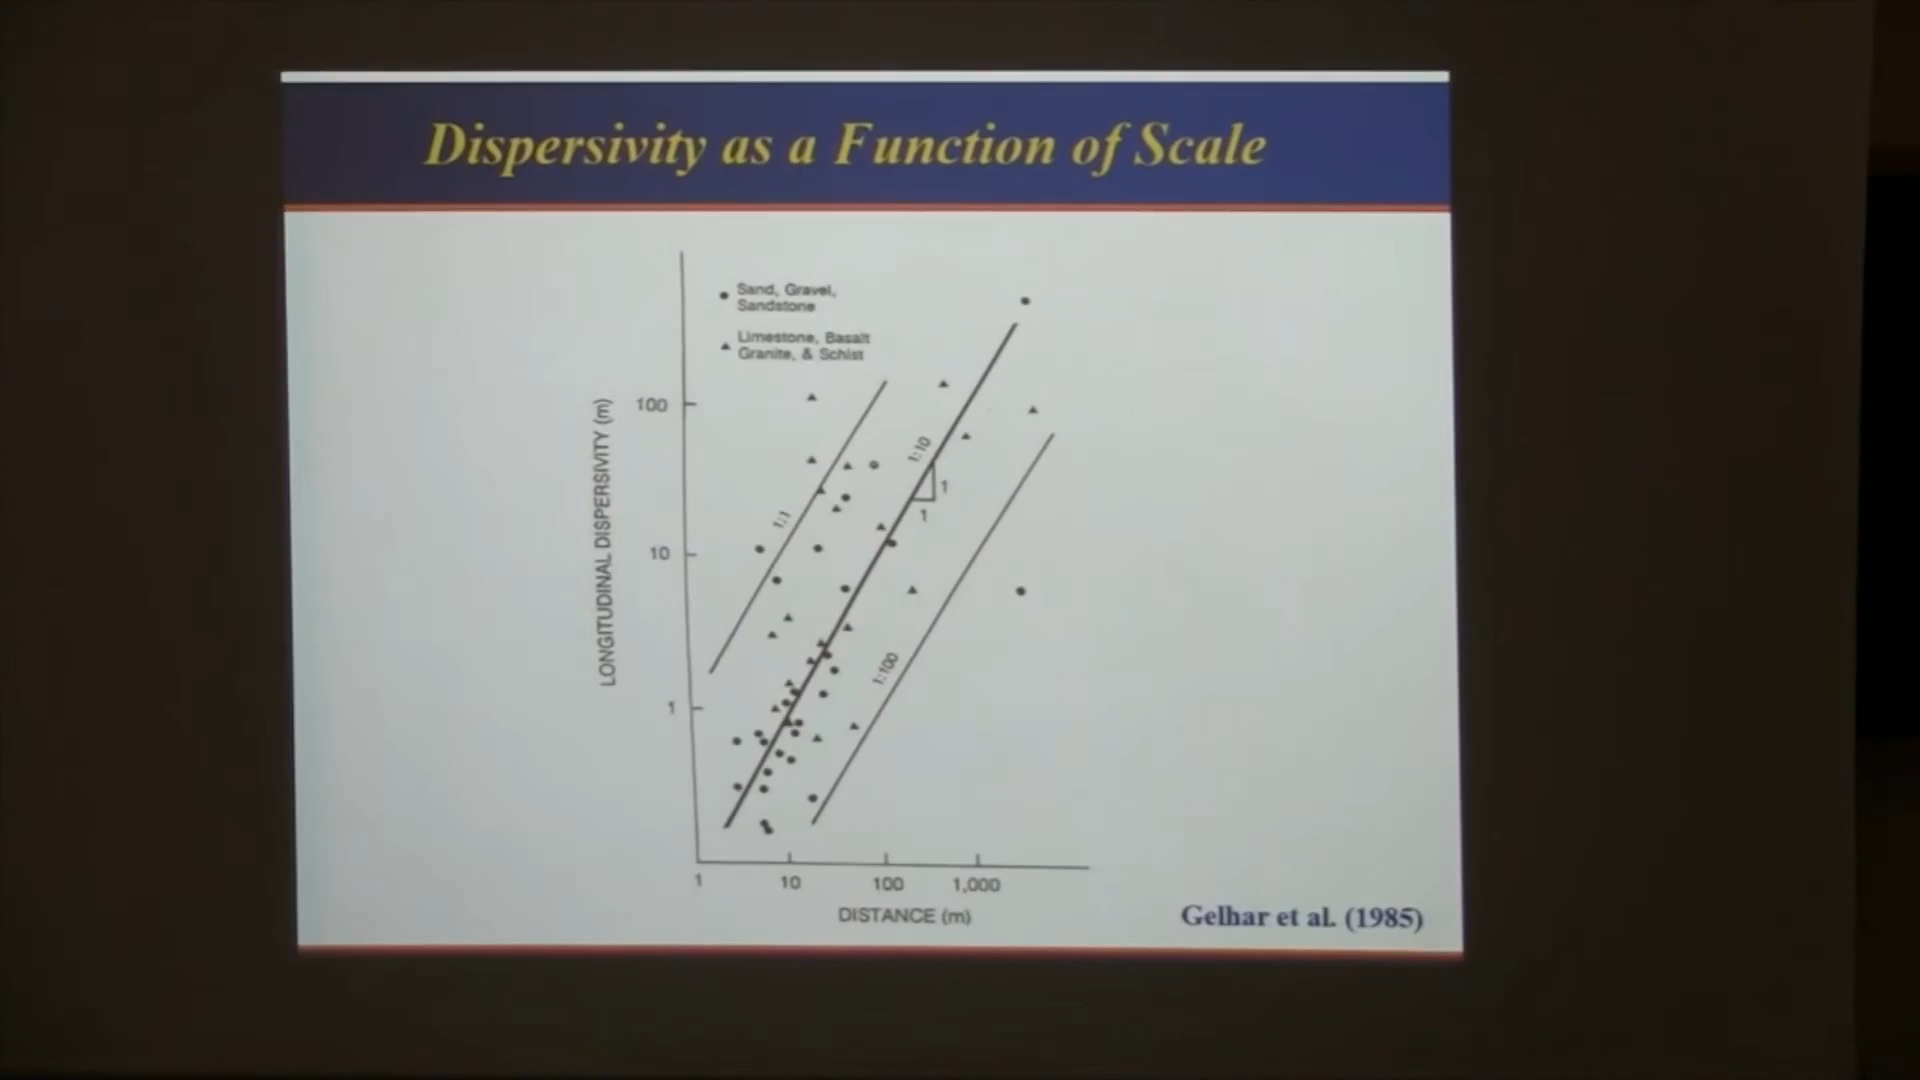 Dispersivity as a Function of Scale
Sand, Gravel,
Sandstone
Limestone, Basalt
Granite, & Schist
LONGITUDINAL DISPERSIVITY (m)
100
10
1
1:1
1:10
1
1
1:100
1
10
100
1,000
DISTANCE (m)
Gelhar et al. (1985)